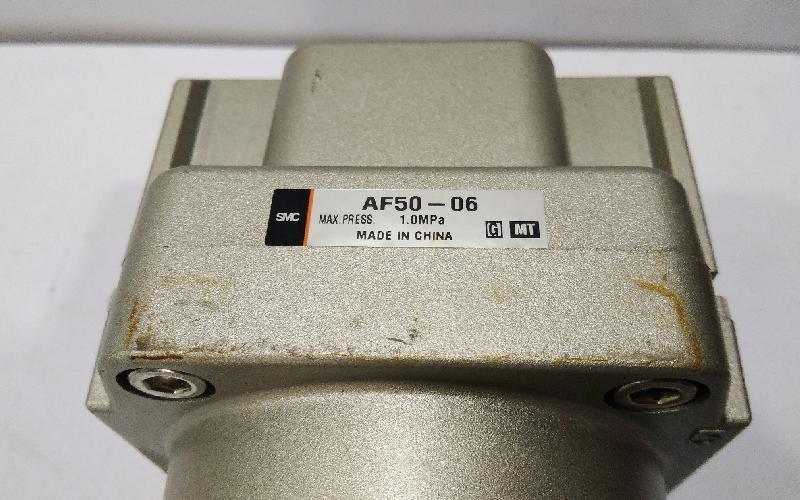 SMC
AF50-06
MAX. PRESS. 1.0MPa
MADE IN CHINA
G MT